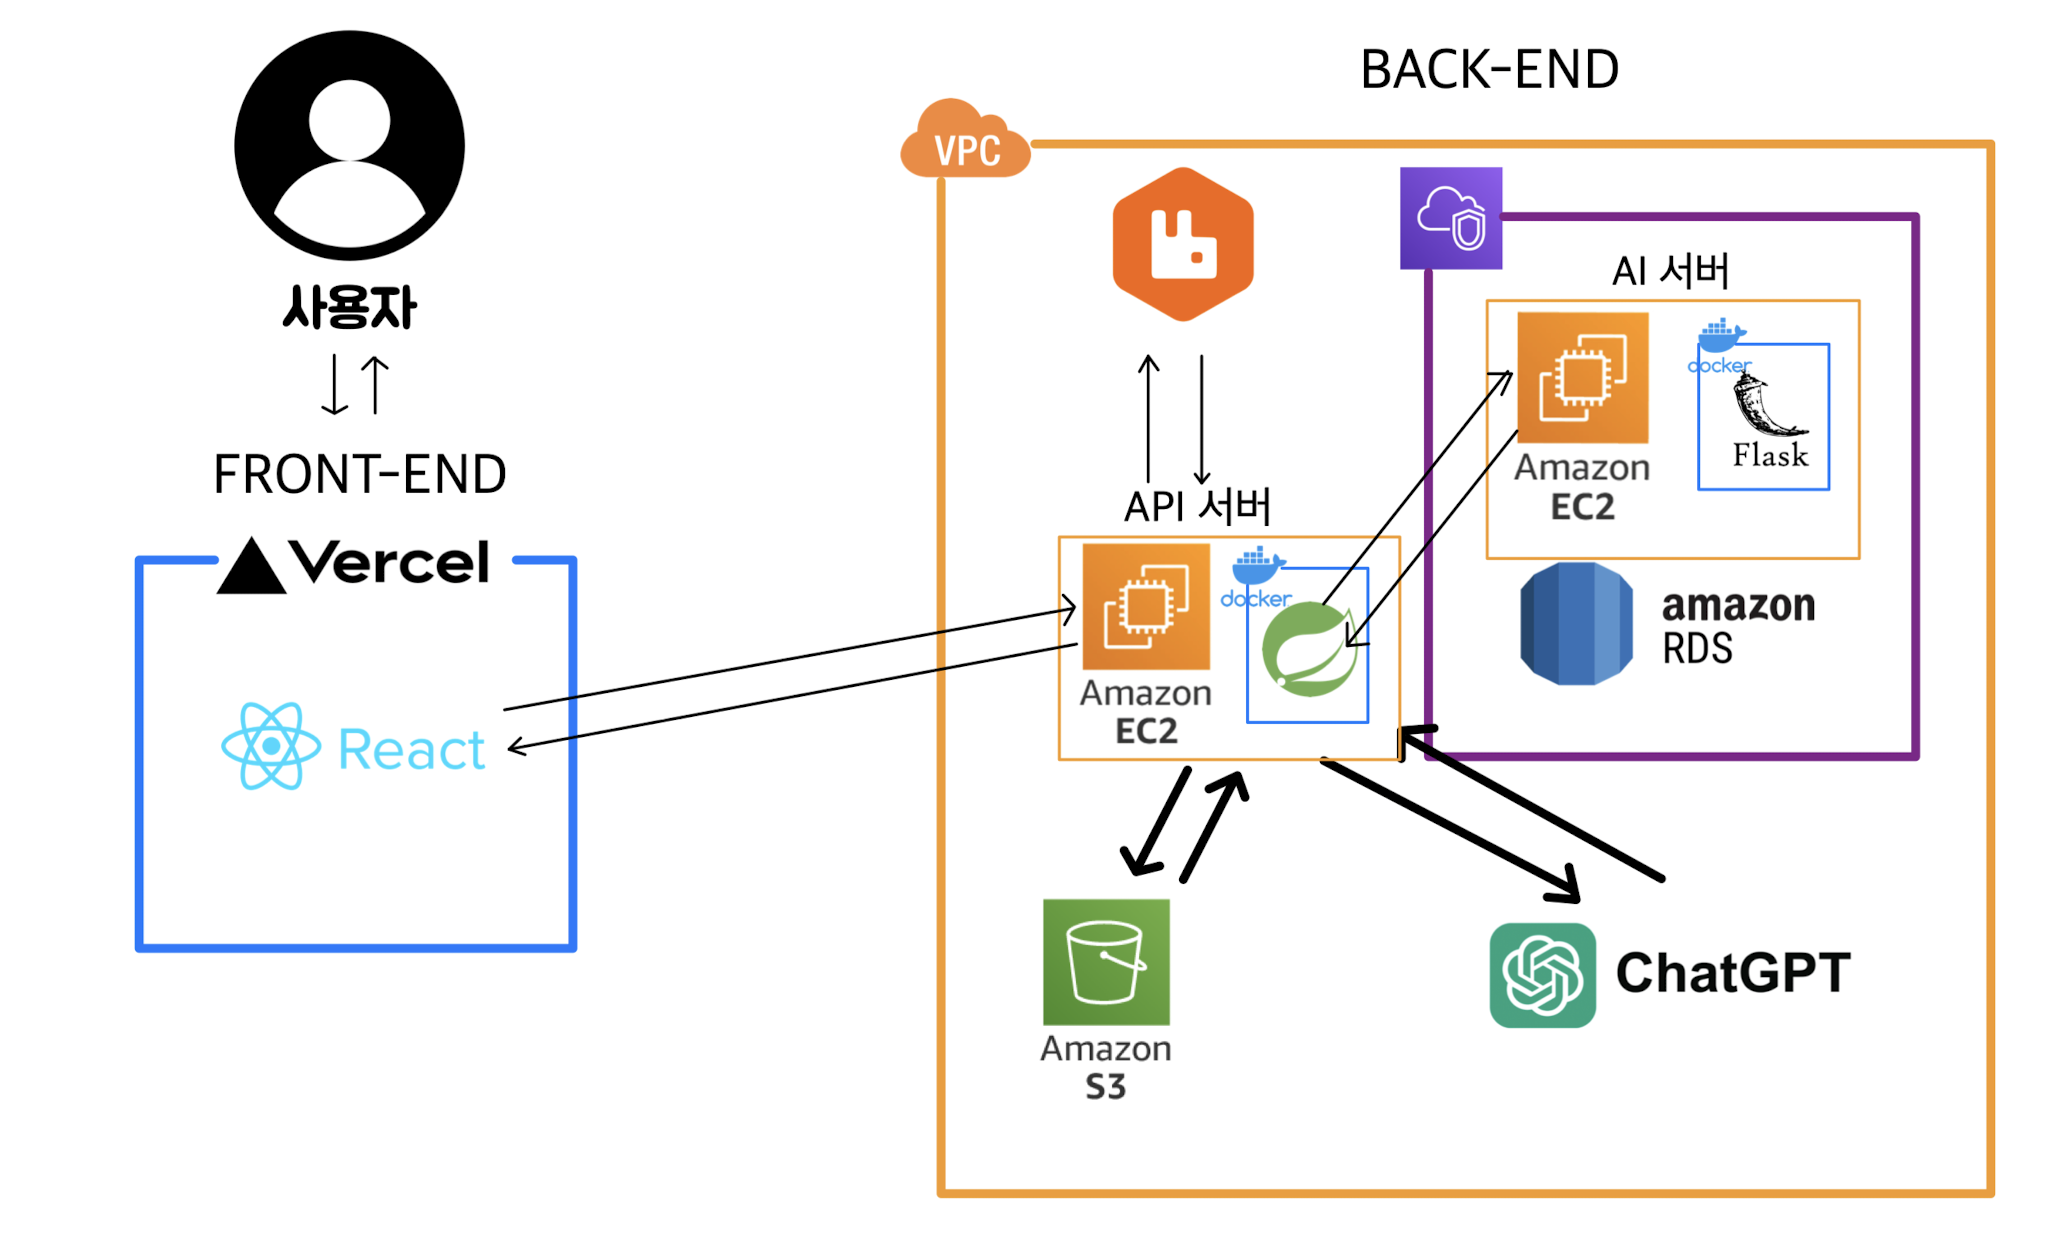 사용자
FRONT-END
Vercel
React
BACK-END
VPC
AI 서버
docker
Flask
Amazon
EC2
amazon
RDS
API 서버
docker
Amazon
EC2
Amazon
S3
ChatGPT